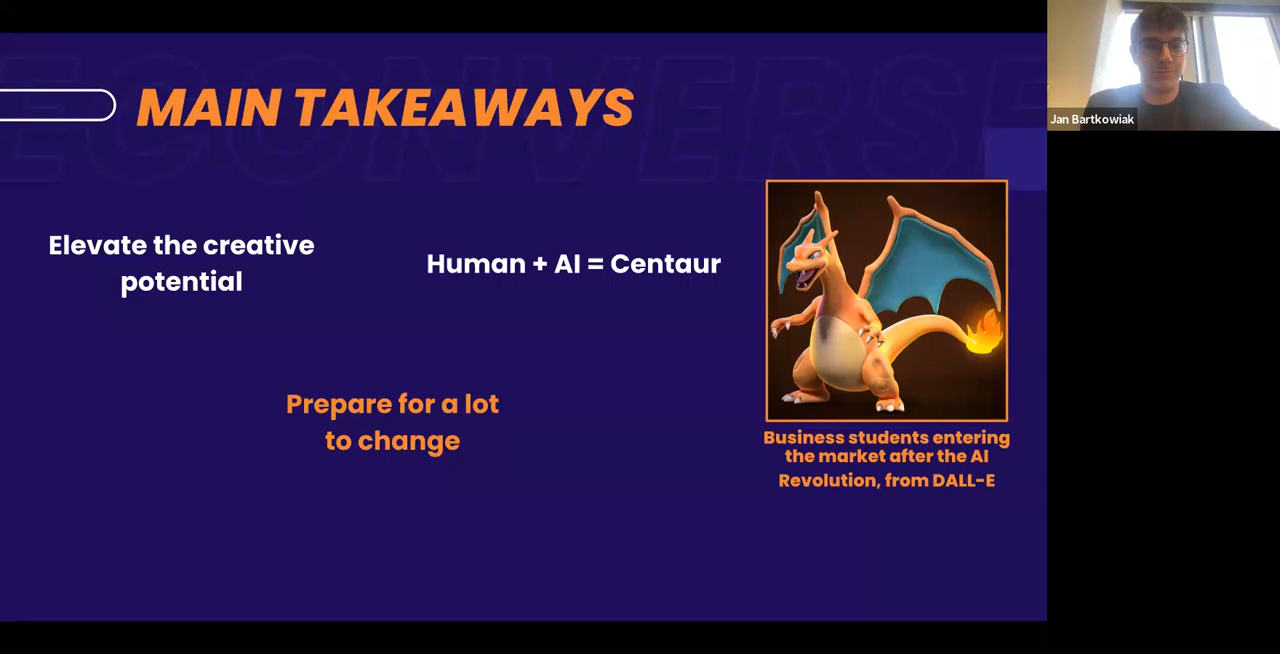 MAIN TAKEAWAYS
Elevate the creative
potential
Human + AI = Centaur
Prepare for a lot
to change
Business students entering
the market after the AI
Revolution, from DALL-E
Jan Bartkowiak